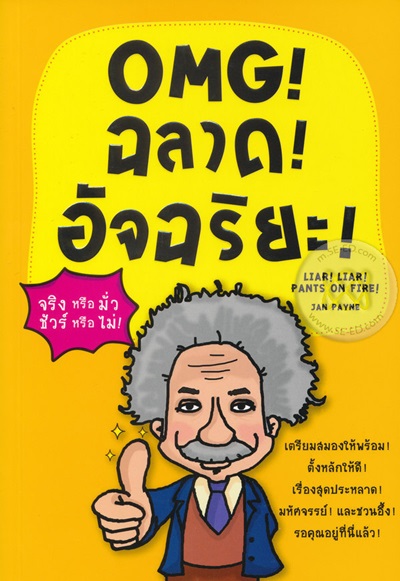 OMG!
ฉลาด!
อัจฉริยะ!
LIAR! LIAR!
PANTS ON FIRE!
JAN PAYNE
จริง หรือ มั่ว
ชัวร์ หรือ ไม่!
เตรียมสมองให้พร้อม!
ตั้งหลักให้ดี!
เรื่องสุดประหลาด!
มหัศจรรย์! และชวนอึ้ง!
รอคุณอยู่ที่นี่แล้ว!